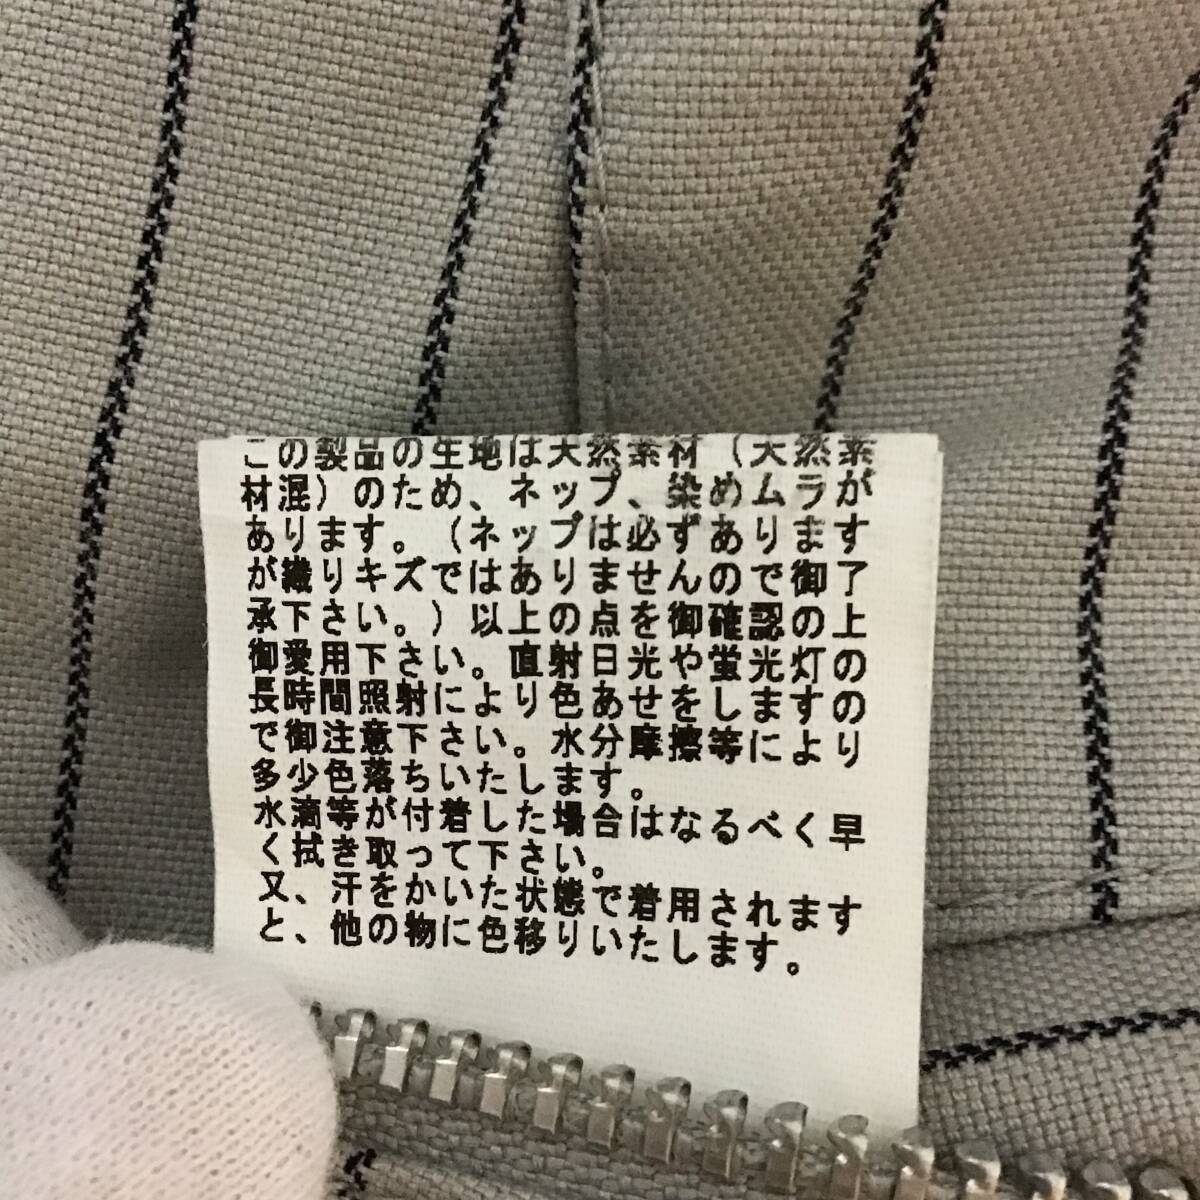 この製品の生地は天然素材（天然素
材混）のため、ネップ、染めムラが
あります。（ネップは必ずあります
が織りキズではありませんので御了
承下さい。）以上の点を御確認の上
御愛用下さい。直射日光や蛍光灯の
長時間照射により色あせをしますの
で御注意下さい。水分摩擦等により
多少色落ちいたします。
水滴等が付着した場合はなるべく早
く拭き取って下さい。
又、汗をかいた状態で着用されます
と、他の物に色移りいたします。